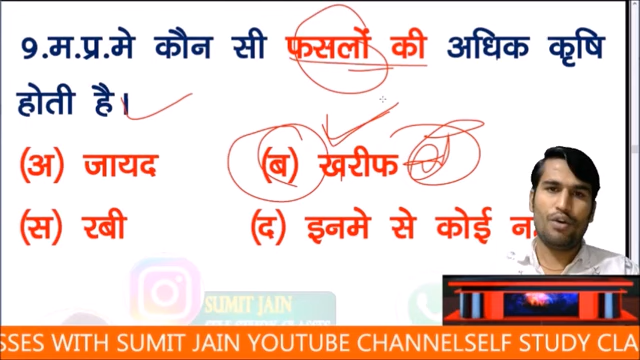 9.म.प्र.मे कौन सी फसलों की अधिक कृषि
होती है।
(अ) जायद (ब) खरीफ
(स) रबी (द) इनमे से कोई
SUMIT JAIN
SSES WITH SUMIT JAIN YOUTUBE CHANNELSELF STUDY CLA